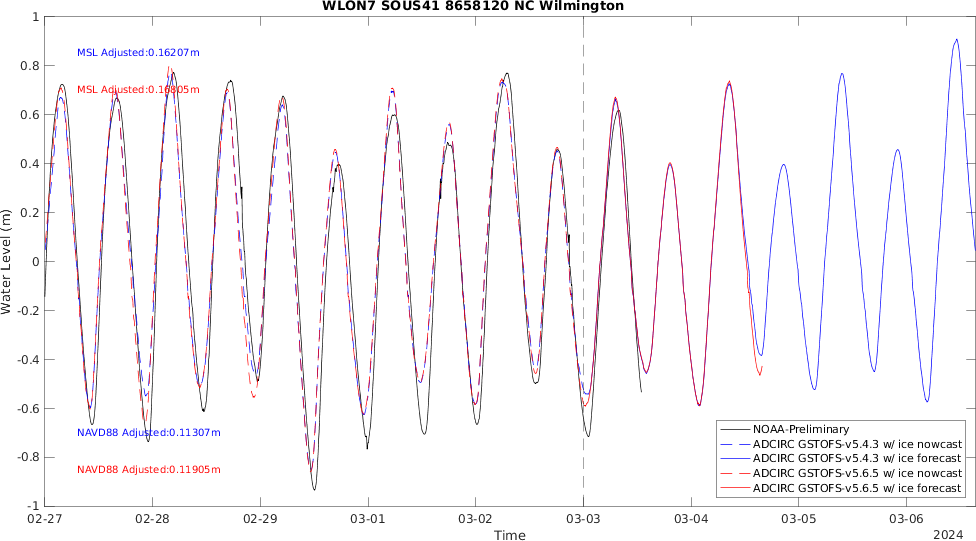 WLON7 SOUS41 8658120 NC Wilmington
1
0.8
0.6
0.4
0.2
0
-0.2
-0.4
-0.6
-0.8
-1
Water Level (m)
MSL Adjusted:0.16207m
MSL Adjusted:0.16805m
NAVD88 Adjusted:0.11307m
NAVD88 Adjusted:0.11905m
NOAA-Preliminary
ADCIRC GSTOFS-v5.4.3 w/ ice nowcast
ADCIRC GSTOFS-v5.4.3 w/ ice forecast
ADCIRC GSTOFS-v5.6.5 w/ ice nowcast
ADCIRC GSTOFS-v5.6.5 w/ ice forecast
02-27 02-28 02-29 03-01 03-02 03-03 03-04 03-05 03-06
Time
2024